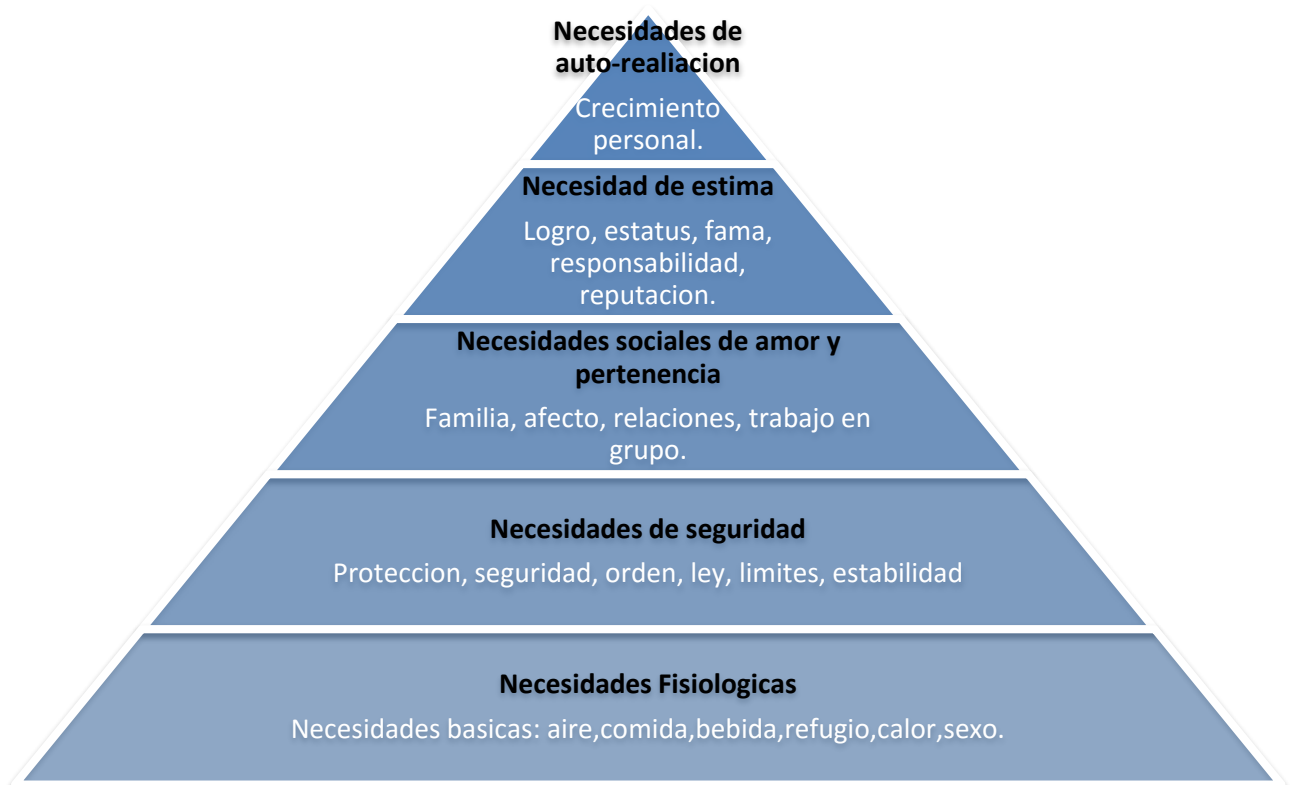 Necesidades de
auto-realiacion
Crecimiento
personal.
Necesidad de estima
Logro, estatus, fama,
responsabilidad,
reputacion.
Necesidades sociales de amor y
pertenencia
Familia, afecto, relaciones, trabajo en
grupo.
Necesidades de seguridad
Proteccion, seguridad, orden, ley, limites, estabilidad
Necesidades Fisiologicas
Necesidades basicas: aire,comida,bebida,refugio,calor,sexo.